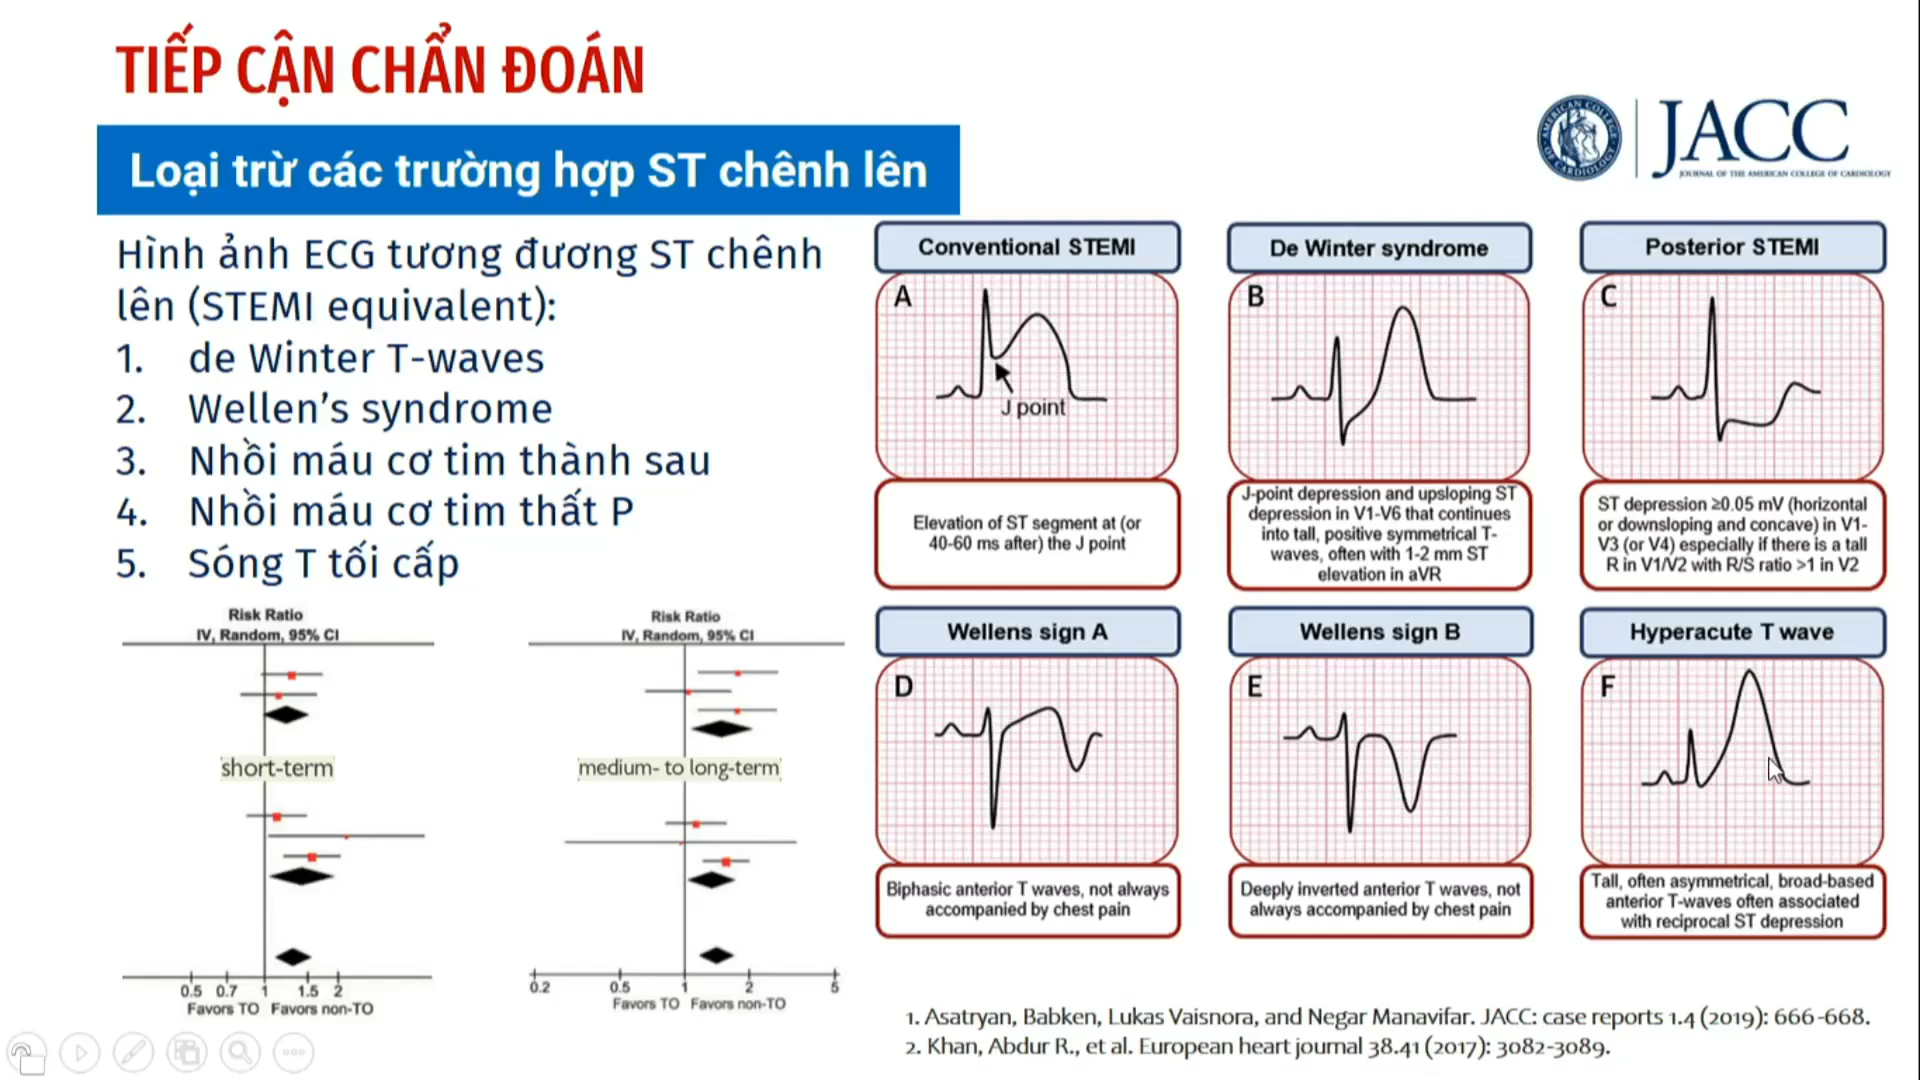 TIẾP CẬN CHẨN ĐOÁN
Loại trừ các trường hợp ST chênh lên
JACC
JOURNAL OF THE AMERICAN COLLEGE OF CARDIOLOGY
AMERICAN COLLEGE OF CARDIOLOGY
Hình ảnh ECG tương đương ST chênh
lên (STEMI equivalent):
1. de Winter T-waves
2. Wellen’s syndrome
3. Nhồi máu cơ tim thành sau
4. Nhồi máu cơ tim thất P
5. Sóng T tối cấp
Risk Ratio
IV, Random, 95% CI
short-term
0.5 0.7 1 1.5 2
Favors TO Favors non-TO
Risk Ratio
IV, Random, 95% CI
medium- to long-term
0.2 0.5 1 2 5
Favors TO Favors non-TO
Conventional STEMI
A
J point
Elevation of ST segment at (or
40-60 ms after) the J point
De Winter syndrome
B
J-point depression and upsloping ST
depression in V1-V6 that continues
into tall, positive symmetrical T-
waves, often with 1-2 mm ST
elevation in aVR
Posterior STEMI
C
ST depression ≥0.05 mV (horizontal
or downsloping and concave) in V1-
V3 (or V4) especially if there is a tall
R in V1/V2 with R/S ratio >1 in V2
Wellens sign A
D
Biphasic anterior T waves, not always
accompanied by chest pain
Wellens sign B
E
Deeply inverted anterior T waves, not
always accompanied by chest pain
Hyperacute T wave
F
Tall, often asymmetrical, broad-based
anterior T-waves often associated
with reciprocal ST depression
1. Asatryan, Babken, Lukas Vaisnora, and Negar Manavifar. JACC: case reports 1.4 (2019): 666-668.
2. Khan, Abdur R., et al. European heart journal 38.41 (2017): 3082-3089.